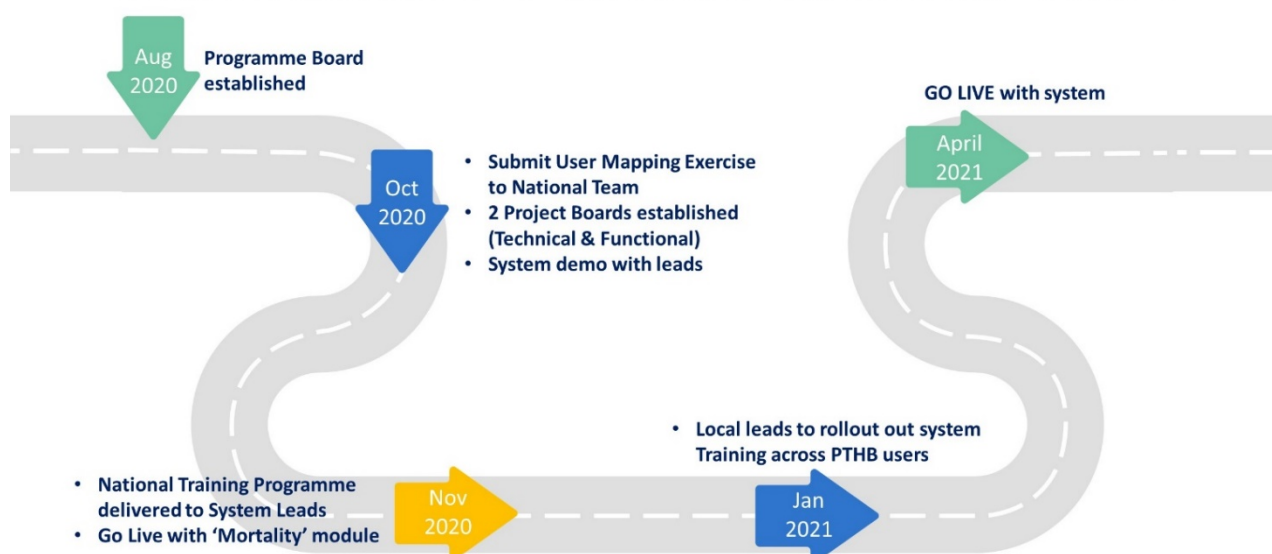 Aug
2020
Programme Board
established
Oct
2020
• Submit User Mapping Exercise
to National Team
• 2 Project Boards established
(Technical & Functional)
• System demo with leads
• National Training Programme
delivered to System Leads
• Go Live with ‘Mortality’ module
Nov
2020
• Local leads to rollout out system
Training across PTHB users
Jan
2021
GO LIVE with system
April
2021